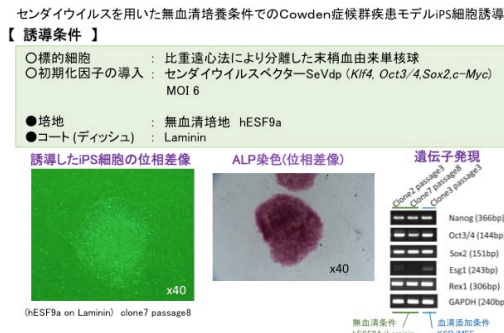 センダイウイルスを用いた無血清培養条件でのCowden症候群疾患モデルiPS細胞誘導
【 誘導条件 】
〇標的細胞 : 比重遠心法により分離した末梢血由来単核球
〇初期化因子の導入 : センダイウイルスベクターSeVdp (Klf4, Oct3/4,Sox2,c-Myc)
MOI 6
●培地 : 無血清培地 hESF9a
●コート (ディッシュ) : Laminin
誘導したiPS細胞の位相差像
x40
(hESF9a on Laminin) clone7 passage8
ALP染色(位相差像)
x40
遺伝子発現
Clone2 passage3
Clone7 passage8
Clone3 passage3
Nanog (366bp)
Oct3/4 (144bp)
Sox2 (151bp)
Esg1 (243bp)
Rex1 (306bp)
GAPDH (240bp)
無血清条件
血清添加条件